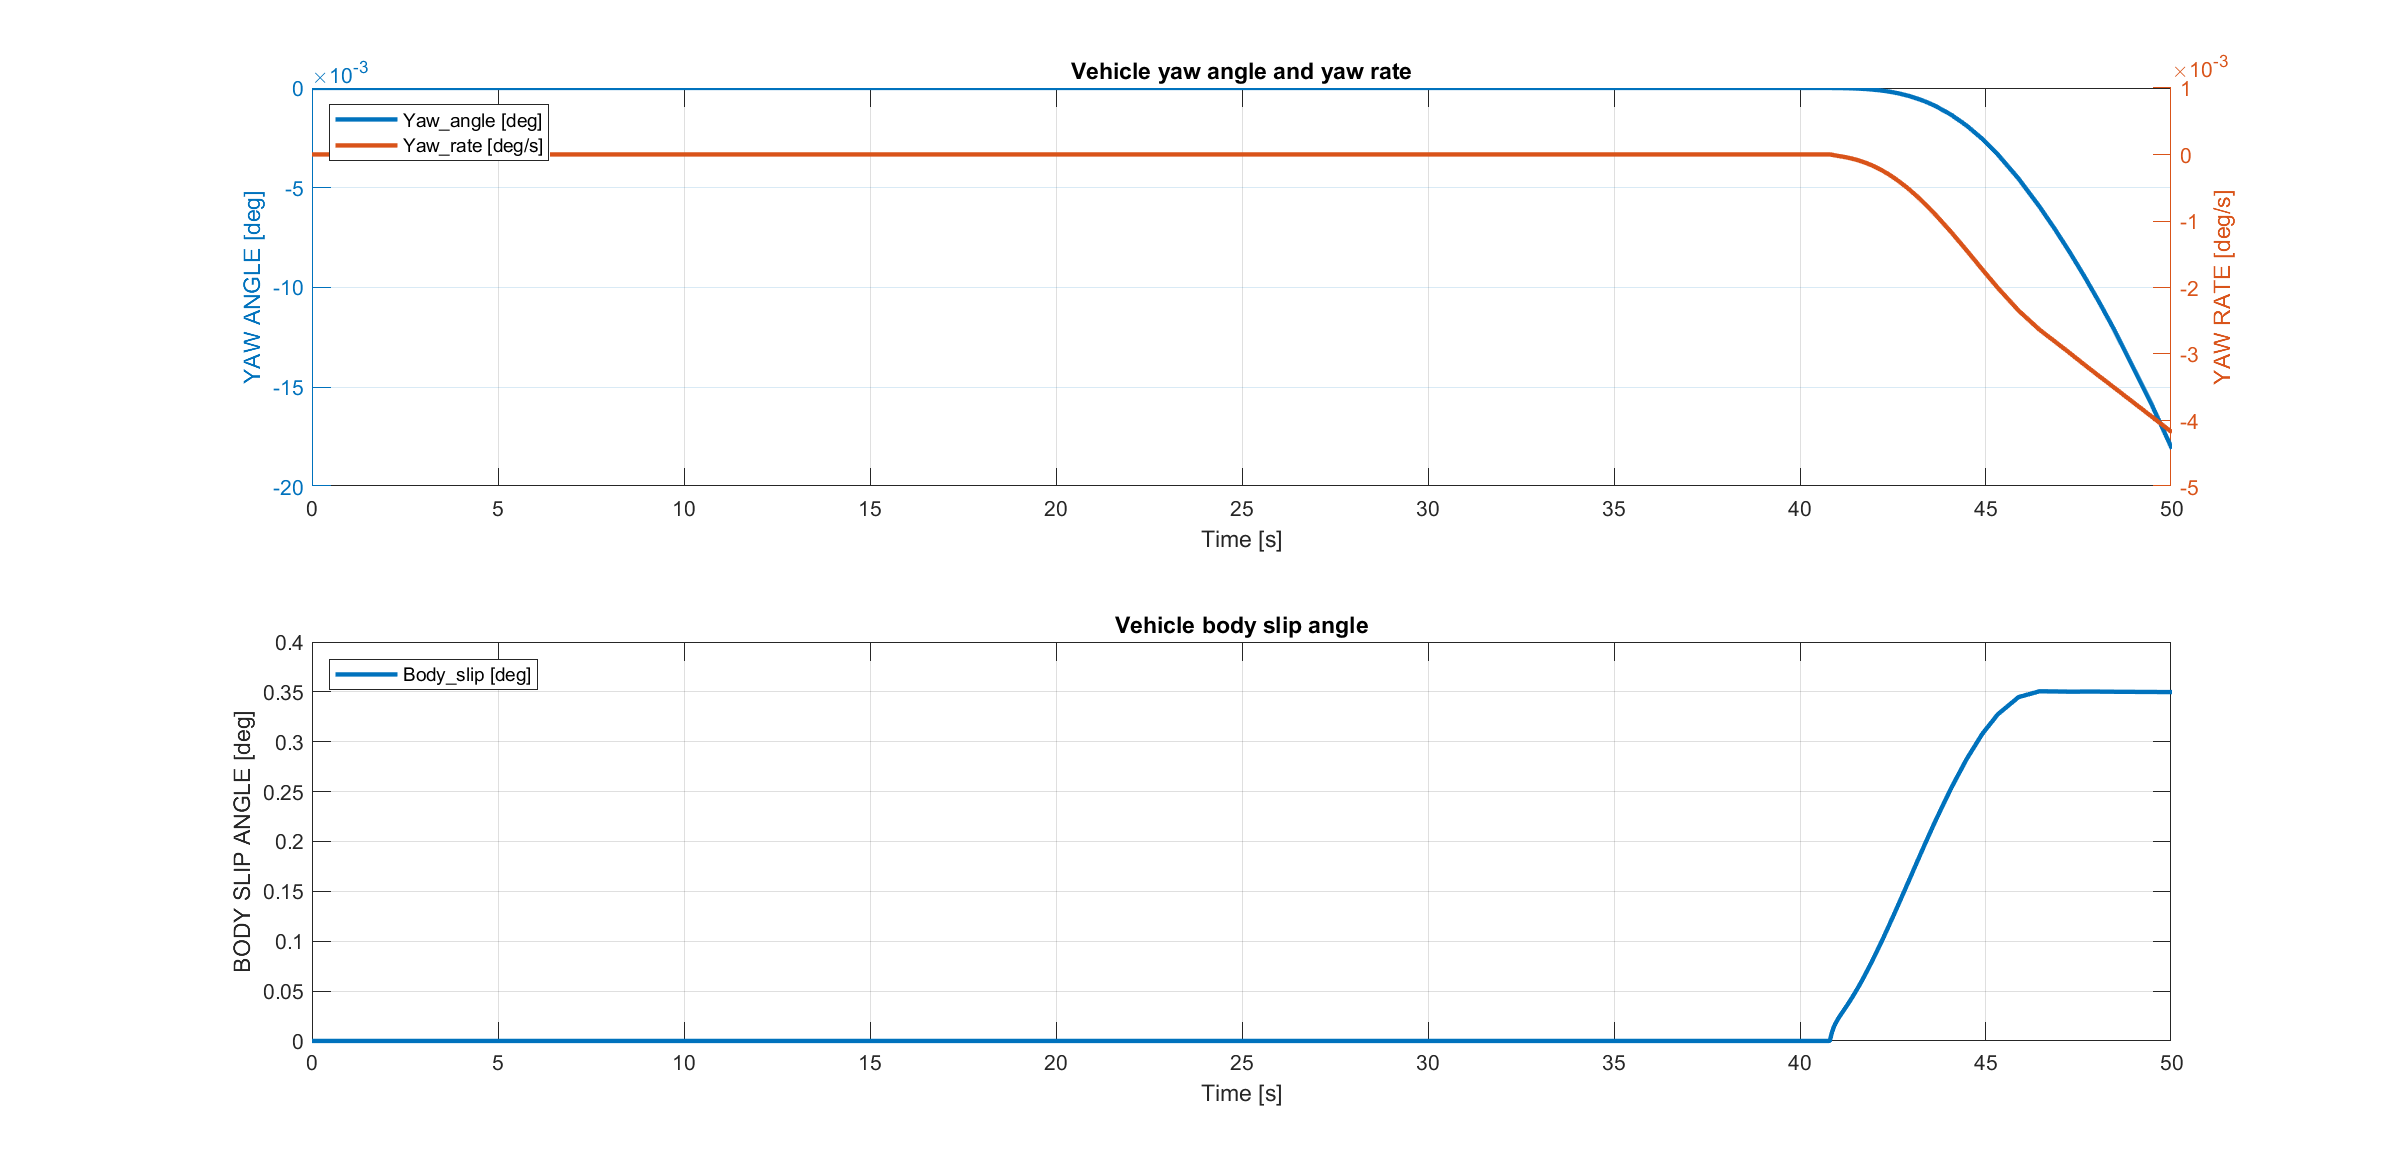 Vehicle yaw angle and yaw rate
×10-3
×10-3
Yaw_angle [deg]
Yaw_rate [deg/s]
YAW ANGLE [deg]
0
-5
-10
-15
-20
YAW RATE [deg/s]
1
0
-1
-2
-3
-4
-5
0 5 10 15 20 25 30 35 40 45 50
Time [s]
Vehicle body slip angle
Body_slip [deg]
BODY SLIP ANGLE [deg]
0.4
0.35
0.3
0.25
0.2
0.15
0.1
0.05
0
0 5 10 15 20 25 30 35 40 45 50
Time [s]